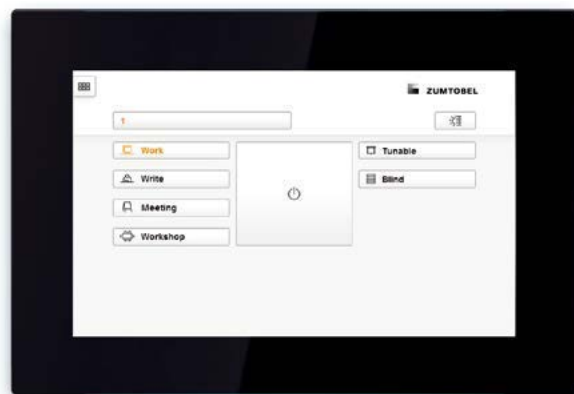 ZUMTOBEL
1
Work
Tunable
Write
Blind
Meeting
Workshop